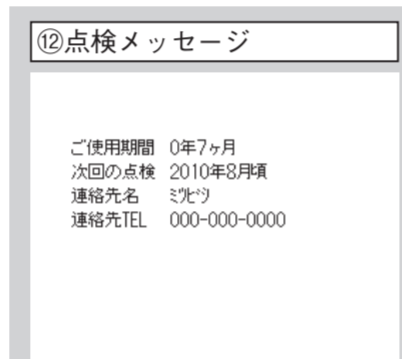 ⑫点検メッセージ
ご使用期間 0年7ヶ月
次回の点検 2010年8月頃
連絡先名 ﾐﾂﾋﾞｼ
連絡先TEL 000-000-0000